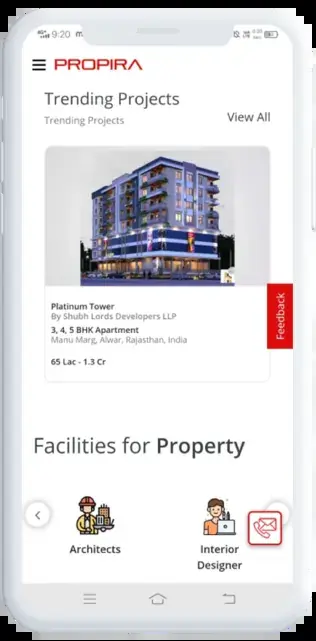 9:20
PROPIRA
Trending Projects
Trending Projects
View All
Platinum Tower
By Shubh Lords Developers LLP
3, 4, 5 BHK Apartment
Manu Marg, Alwar, Rajasthan, India
65 Lac - 1.3 Cr
Feedback
Facilities for Property
Architects
Interior
Designer